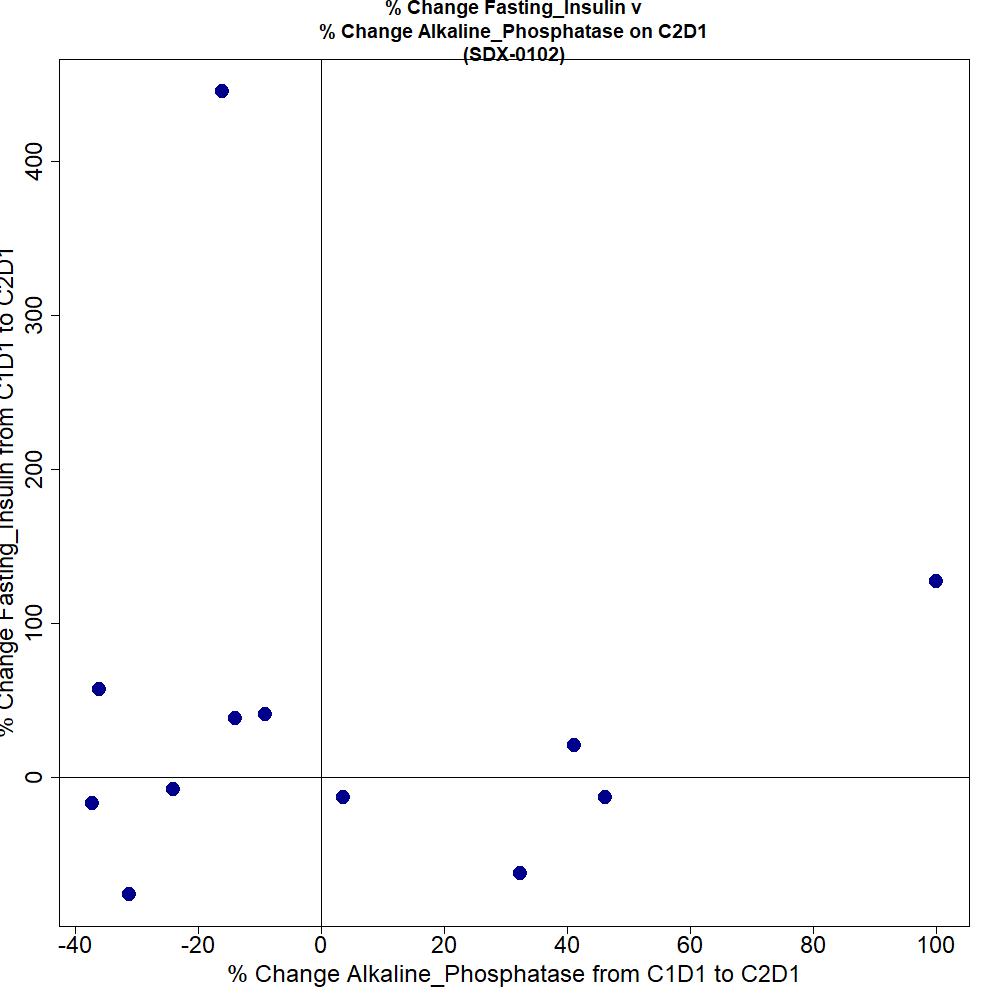 % Change Fasting_Insulin v
% Change Alkaline_Phosphatase on C2D1
(SDX-0102)
% Change Fasting_Insulin from C1D1 to C2D1
400
300
200
100
0
-40
-20
0
20
40
60
80
100
% Change Alkaline_Phosphatase from C1D1 to C2D1